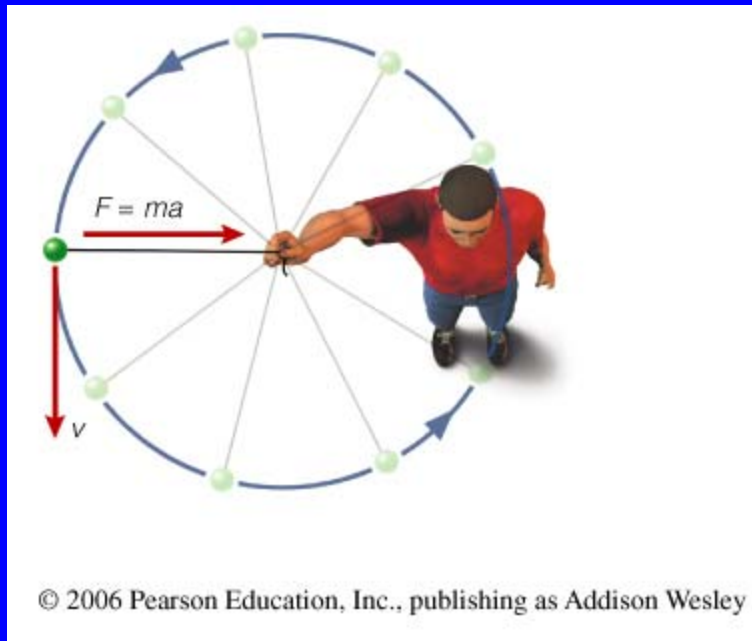 F = ma
v
© 2006 Pearson Education, Inc., publishing as Addison Wesley